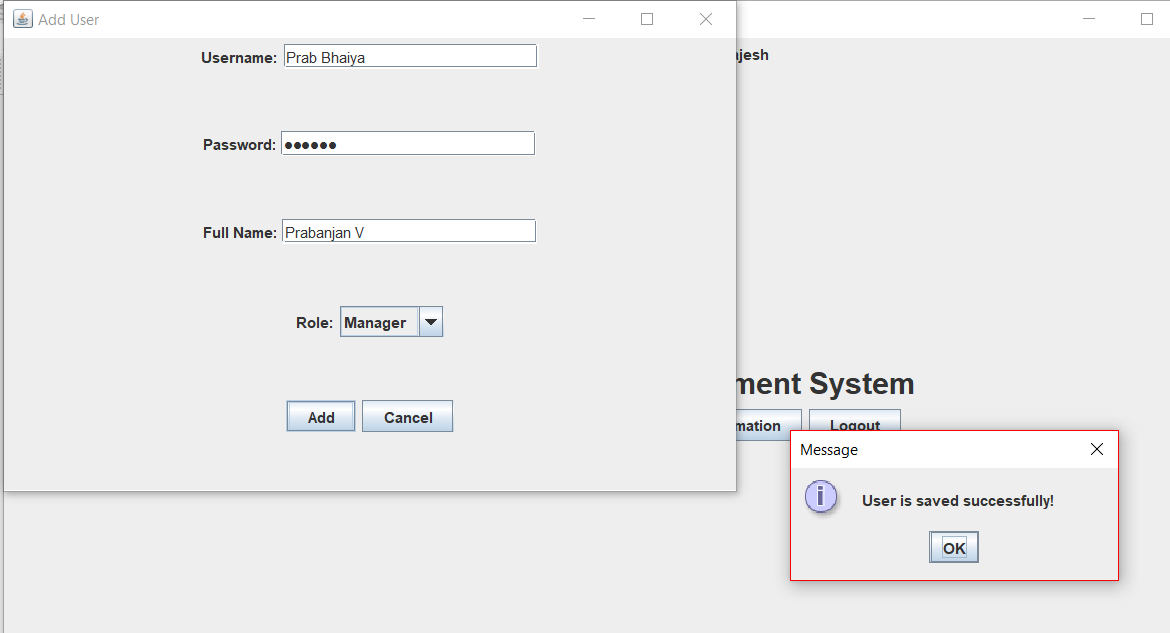 Add User
Username: Prab Bhaiya
Password: ●●●●●●
Full Name: Prabanjan V
Role: Manager
Add Cancel
jesh
ment System
mation Logout
Message
User is saved successfully!
OK